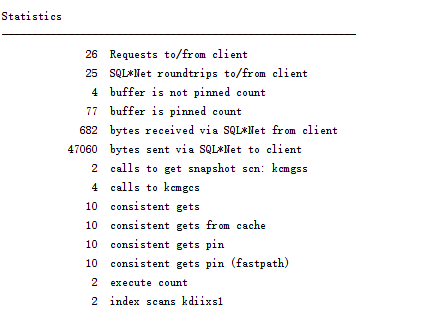 Statistics
26 Requests to/from client
25 SQL*Net roundtrips to/from client
4 buffer is not pinned count
77 buffer is pinned count
682 bytes received via SQL*Net from client
47060 bytes sent via SQL*Net to client
2 calls to get snapshot scn: kcmgss
4 calls to kcmgcs
10 consistent gets
10 consistent gets from cache
10 consistent gets pin
10 consistent gets pin (fastpath)
2 execute count
2 index scans kdiixs1